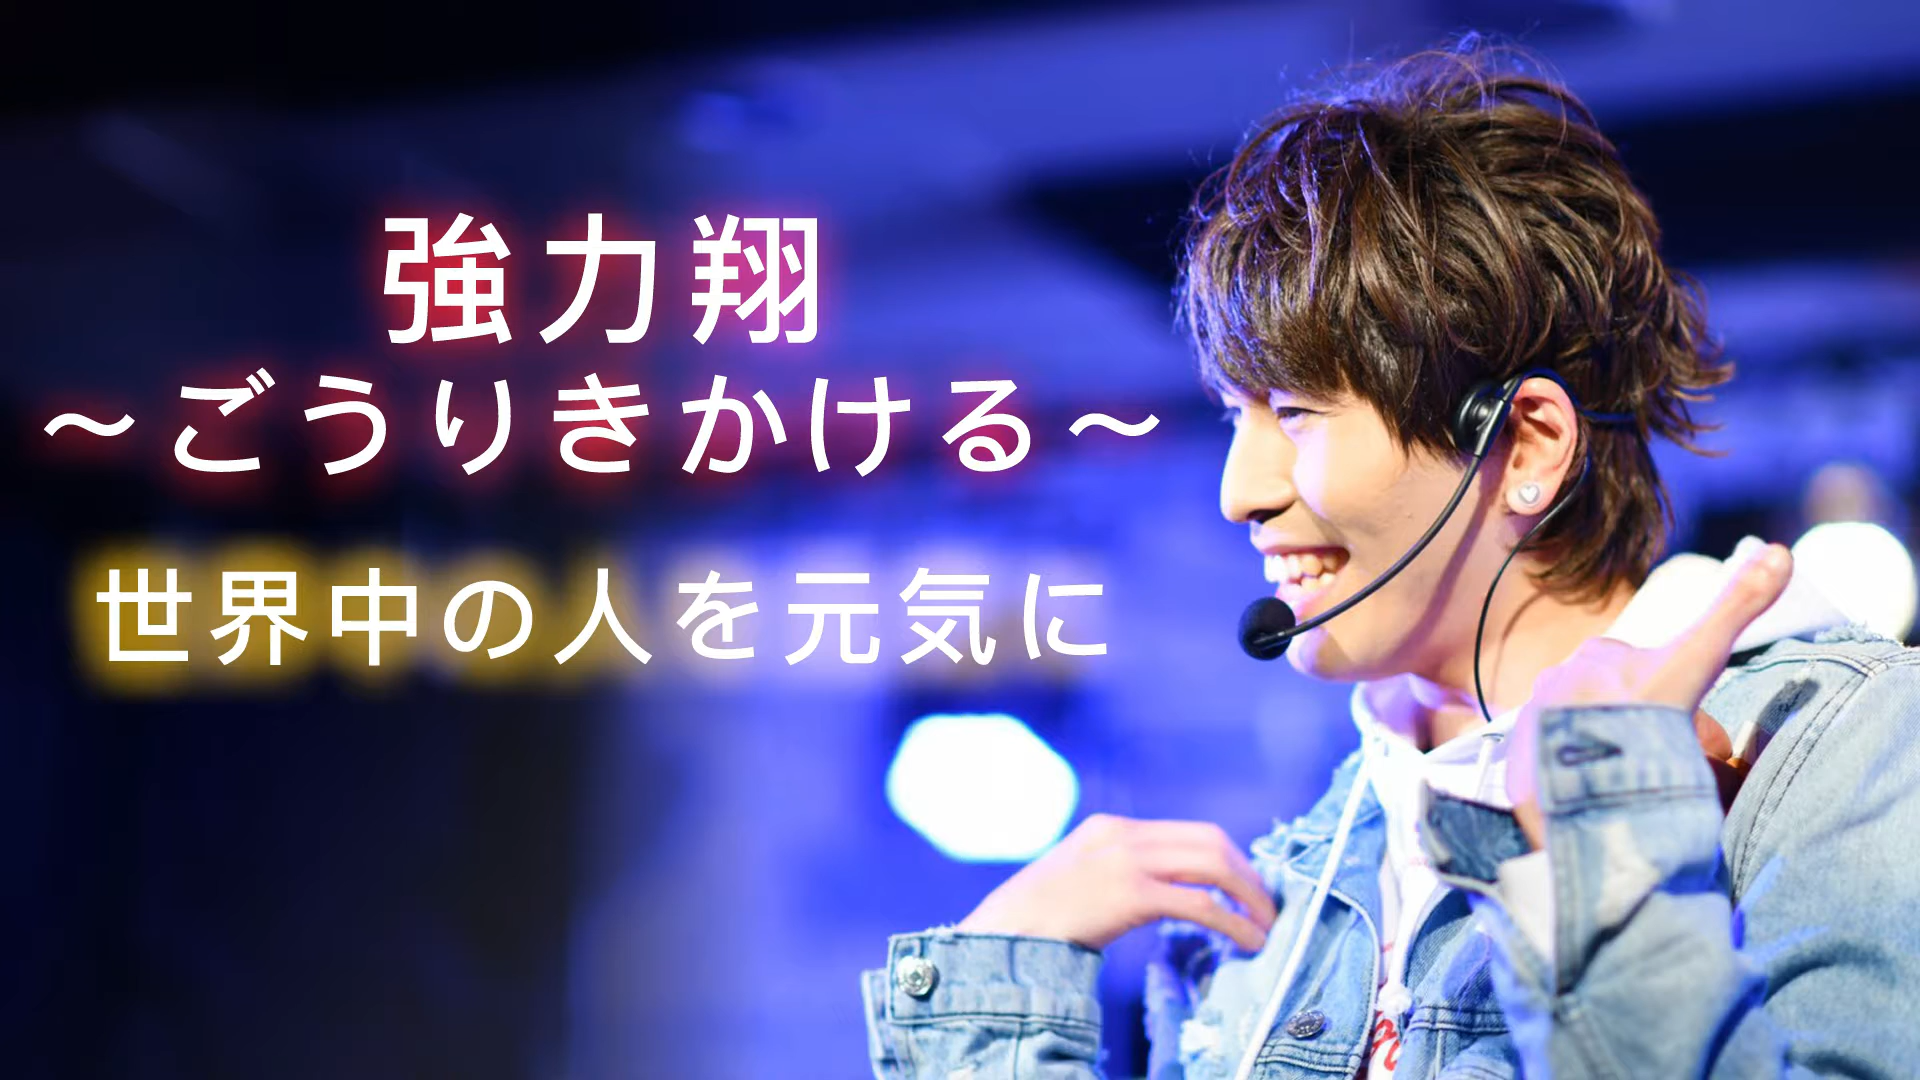 強力翔
～ごうりきかける～
世界中の人を元気に